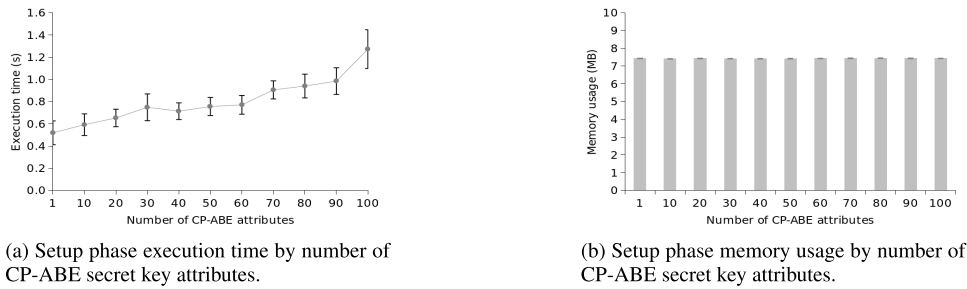 1.6
1.4
1.2
1.0
0.8
0.6
0.4
0.2
0.0
Execution time (s)
1 10 20 30 40 50 60 70 80 90 100
Number of CP-ABE attributes
(a) Setup phase execution time by number of
CP-ABE secret key attributes.
10
9
8
7
6
5
4
3
2
1
0
Memory usage (MB)
1 10 20 30 40 50 60 70 80 90 100
Number of CP-ABE attributes
(b) Setup phase memory usage by number of
CP-ABE secret key attributes.